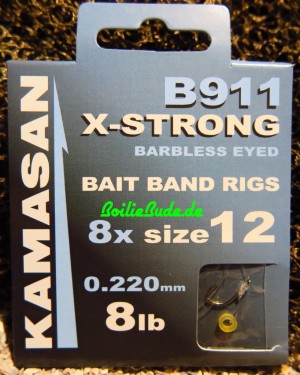 KAMASAN
B911
X-STRONG
BARBLESS EYED
BAIT BAND RIGS
BoilieBude.de
8x size 12
0.220mm
8lb